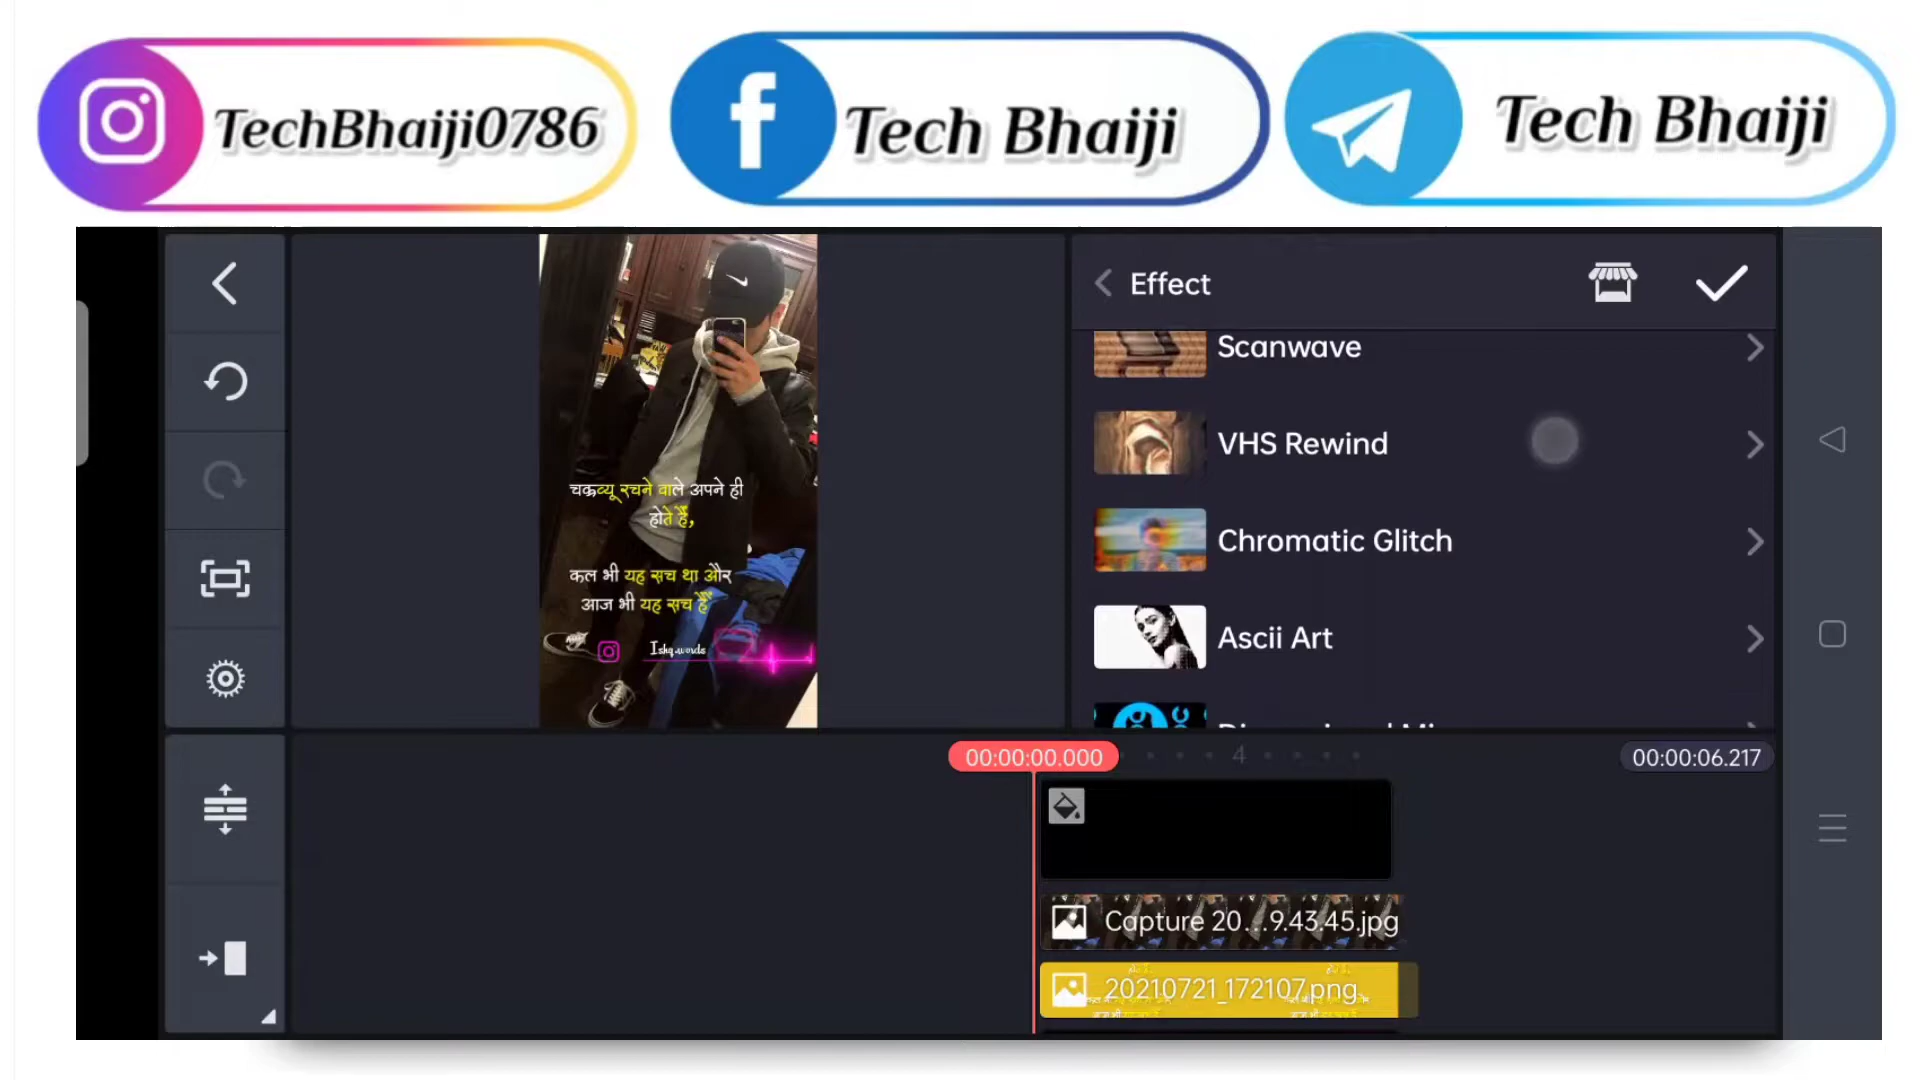 TechBhaiji0786
Tech Bhaiji
Tech Bhaiji
Effect
Scanwave
VHS Rewind
Chromatic Glitch
Ascii Art
चक्रव्यू रचने वाले अपने ही
होते हैं,
कल भी यह सच था और
आज भी यह सच हैं
Ishq.words
00:00:00.000
4
00:00:06.217
Capture 20...9.43.45.jpg
20210721_172107.png